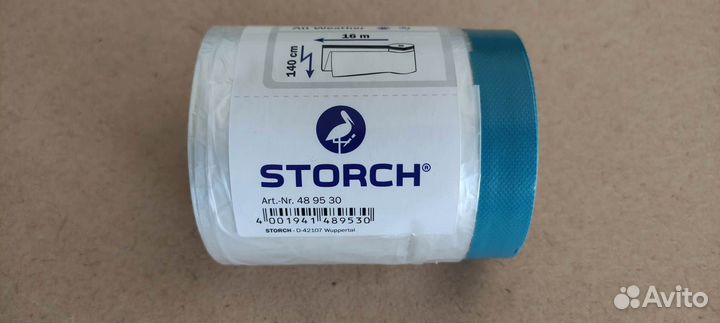 All Weather
16 m
140 cm
STORCH®
Art.-Nr. 48 95 30
4 001941 489530
STORCH · D-42107 Wuppertal
Avito